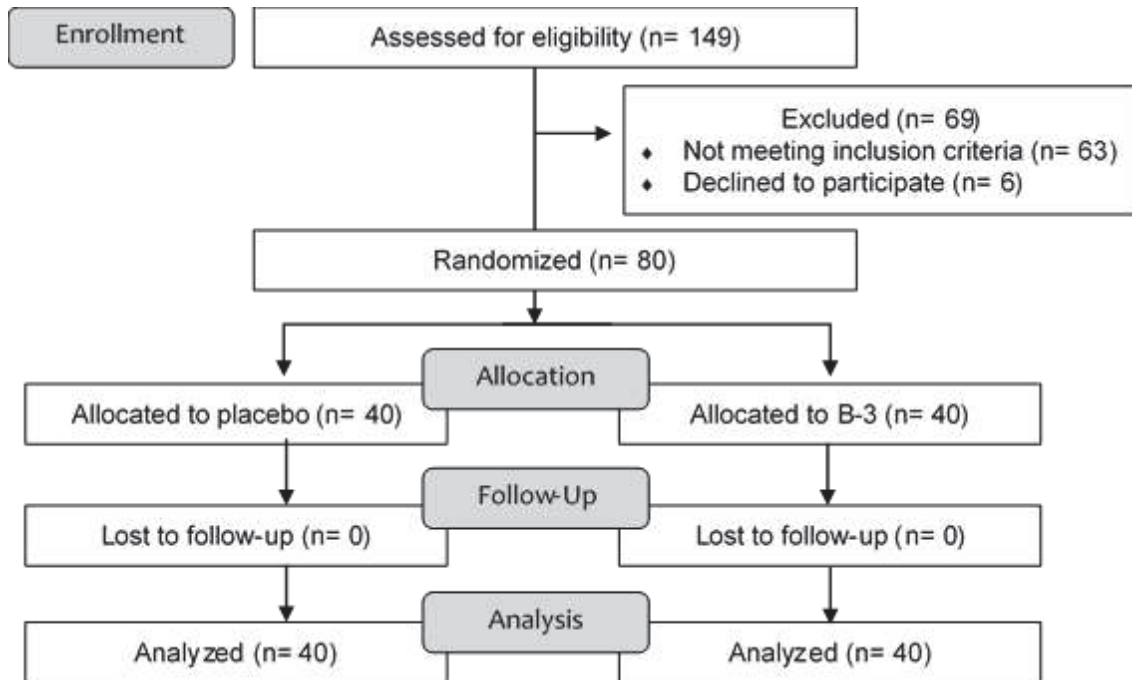 Enrollment
Assessed for eligibility (n= 149)
Excluded (n= 69)
♦ Not meeting inclusion criteria (n= 63)
♦ Declined to participate (n= 6)
Randomized (n= 80)
Allocation
Allocated to placebo (n= 40)
Allocated to B-3 (n= 40)
Follow-Up
Lost to follow-up (n= 0)
Lost to follow-up (n= 0)
Analysis
Analyzed (n= 40)
Analyzed (n= 40)